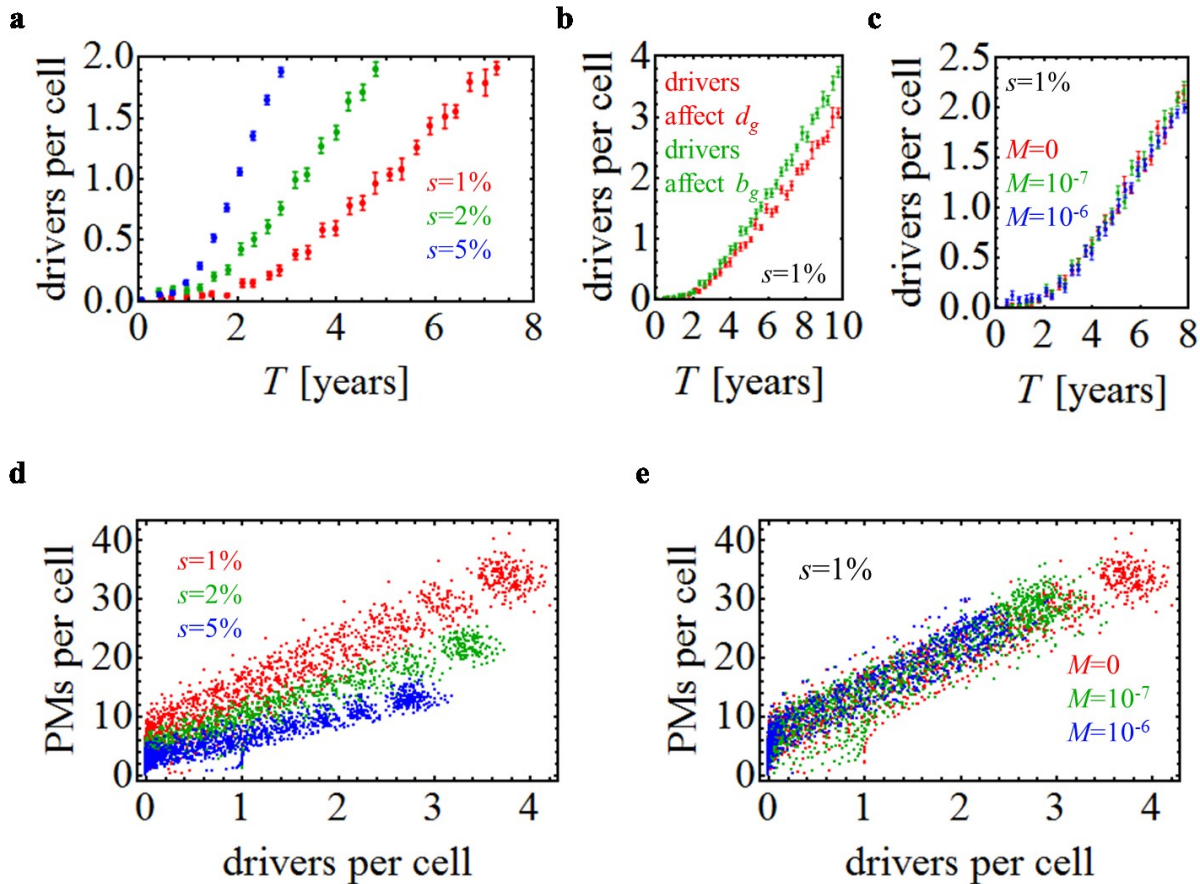 a
drivers per cell
2.0
1.5
1.0
0.5
0.0
0 2 4 6 8
T [years]
s=1%
s=2%
s=5%
b
drivers per cell
4
3
2
1
0
0 2 4 6 8 10
T [years]
drivers
affect d_g
drivers
affect b_g
s=1%
c
drivers per cell
2.5
2.0
1.5
1.0
0.5
0.0
0 2 4 6 8
T [years]
s=1%
M=0
M=10⁻⁷
M=10⁻⁶
d
PMs per cell
40
30
20
10
0
0 1 2 3 4
drivers per cell
s=1%
s=2%
s=5%
e
PMs per cell
40
30
20
10
0
0 1 2 3 4
drivers per cell
s=1%
M=0
M=10⁻⁷
M=10⁻⁶